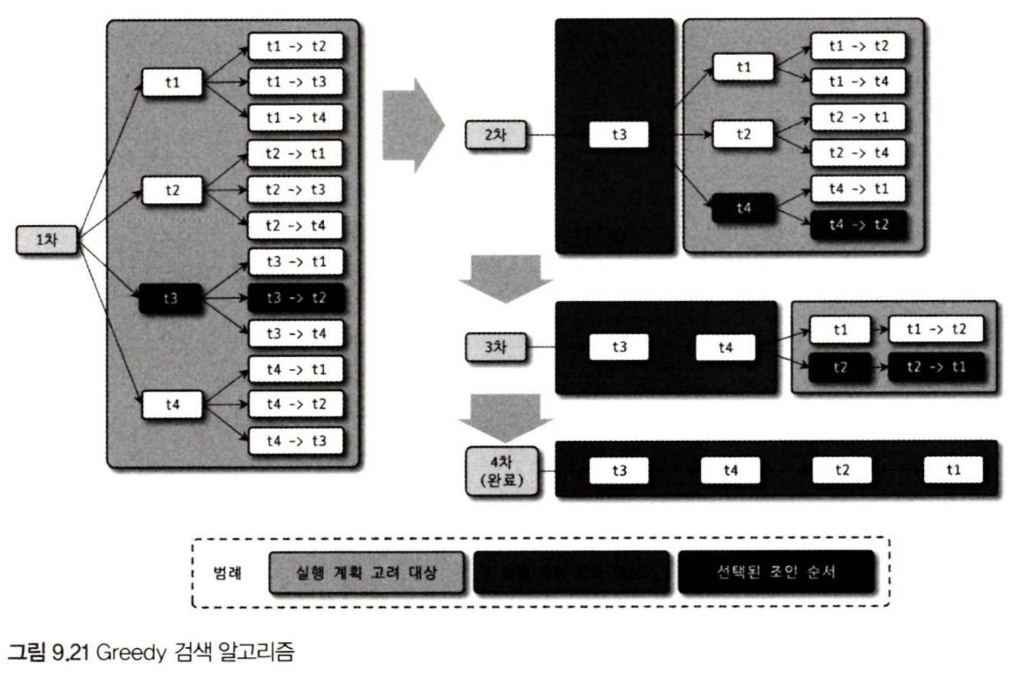 1차
t1
t1 -> t2
t1 -> t3
t1 -> t4
t2
t2 -> t1
t2 -> t3
t2 -> t4
t3
t3 -> t1
t3 -> t2
t3 -> t4
t4
t4 -> t1
t4 -> t2
t4 -> t3
2차
t3
t1
t1 -> t2
t1 -> t4
t2
t2 -> t1
t2 -> t4
t4
t4 -> t1
t4 -> t2
3차
t3
t4
t1
t1 -> t2
t2
t2 -> t1
4차
(완료)
t3
t4
t2
t1
범례
실행 계획 고려 대상
선택된 조인 순서
그림 9.21 Greedy 검색 알고리즘